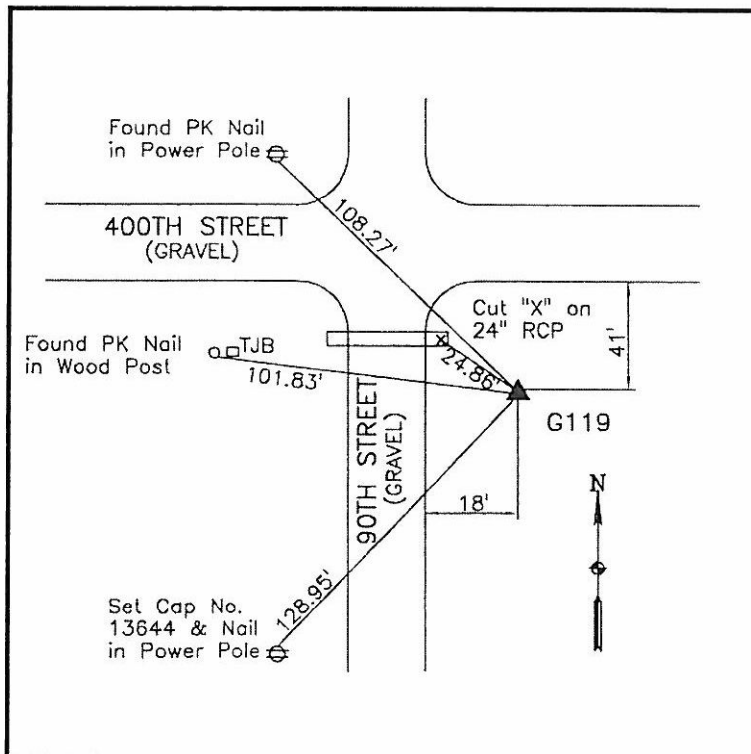 Found PK Nail
in Power Pole
108.27'
400TH STREET
(GRAVEL)
Cut "X" on
24" RCP
41'
Found PK Nail
in Wood Post
TJB
101.83'
24.86'
G119
90TH STREET
(GRAVEL)
18'
N
Set Cap No.
13644 & Nail
in Power Pole
128.95'